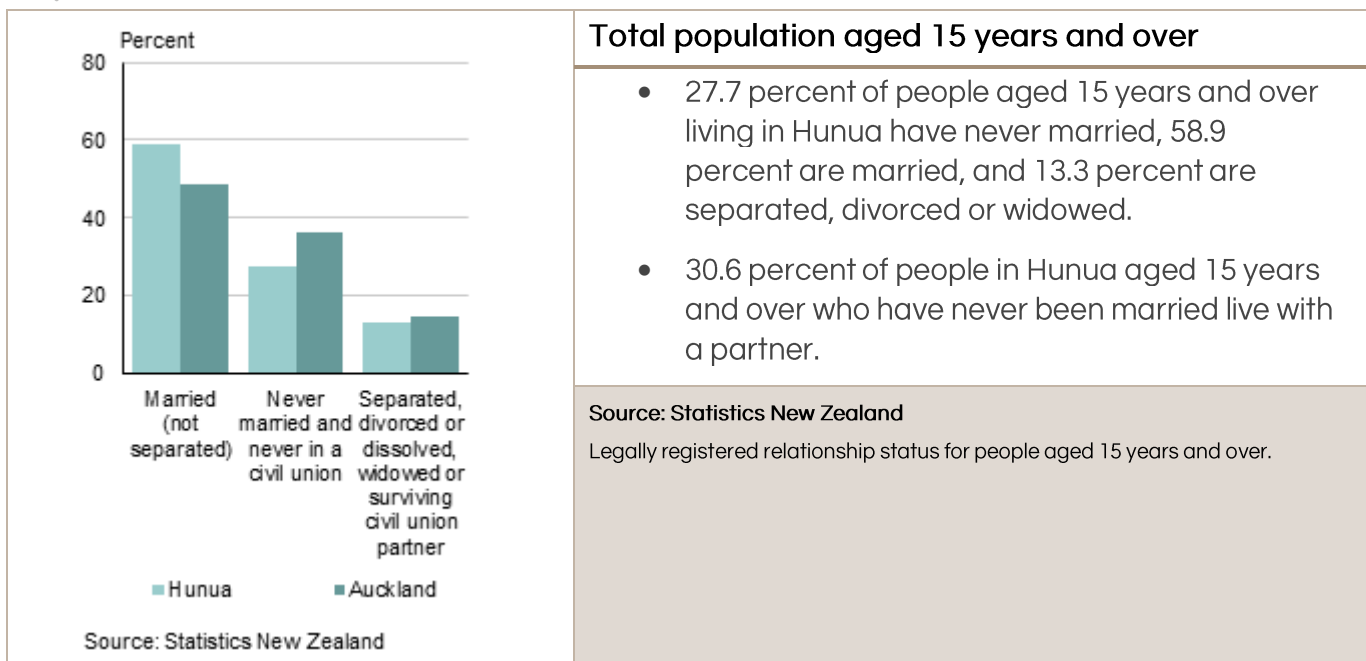 Percent
80
60
40
20
0
Married
(not
separated)
Never
married and
never in a
civil union
Separated,
divorced or
dissolved,
widowed or
surviving
civil union
partner
Hunua
Auckland
Source: Statistics New Zealand
Total population aged 15 years and over
• 27.7 percent of people aged 15 years and over
living in Hunua have never married, 58.9
percent are married, and 13.3 percent are
separated, divorced or widowed.
• 30.6 percent of people in Hunua aged 15 years
and over who have never been married live with
a partner.
Source: Statistics New Zealand
Legally registered relationship status for people aged 15 years and over.